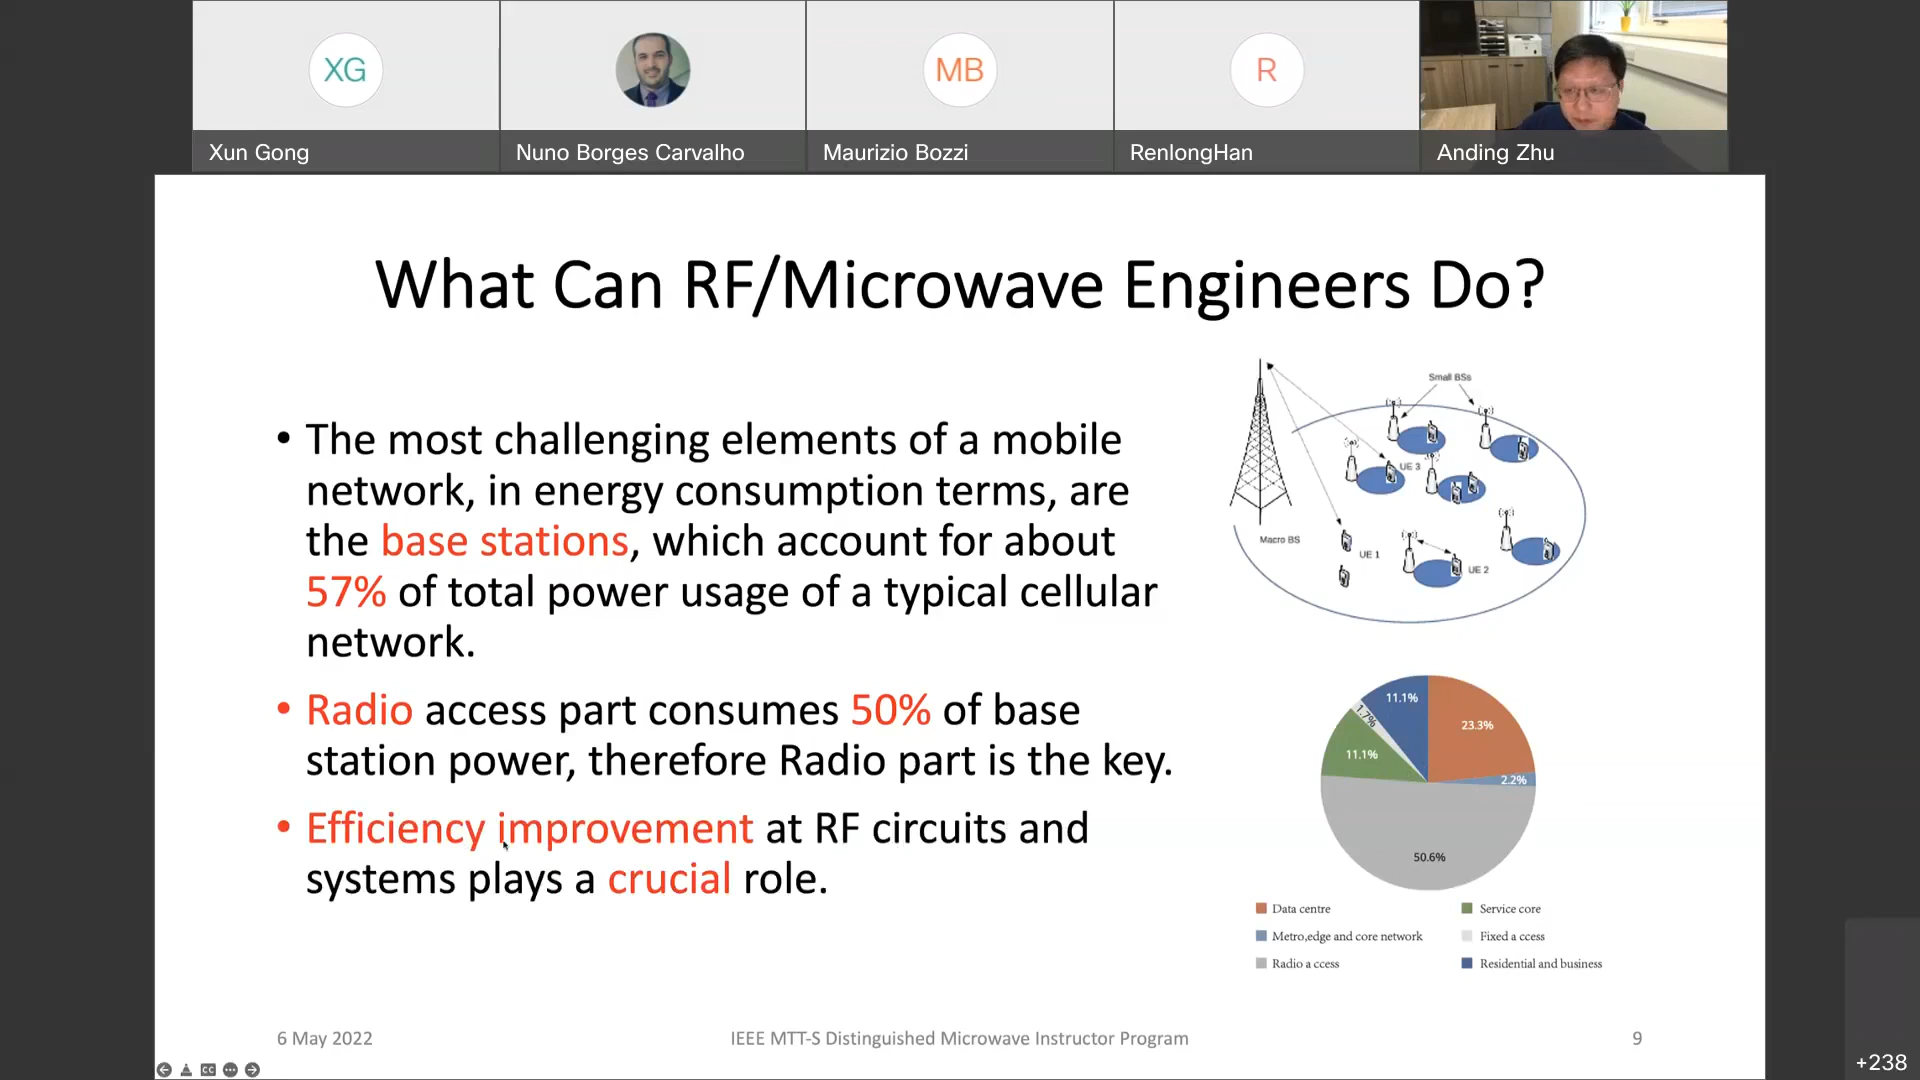 XG
MB
R
Xun Gong
Nuno Borges Carvalho
Maurizio Bozzi
RenlongHan
Anding Zhu
What Can RF/Microwave Engineers Do?
• The most challenging elements of a mobile
network, in energy consumption terms, are
the base stations, which account for about
57% of total power usage of a typical cellular
network.
• Radio access part consumes 50% of base
station power, therefore Radio part is the key.
• Efficiency improvement at RF circuits and
systems plays a crucial role.
Small BSs
UE 3
Macro BS
UE 1
UE 2
11.1%
1.7%
23.3%
11.1%
2.2%
50.6%
Data centre
Service core
Metro,edge and core network
Fixed a ccess
Radio a ccess
Residential and business
6 May 2022
IEEE MTT-S Distinguished Microwave Instructor Program
9
CC
+238